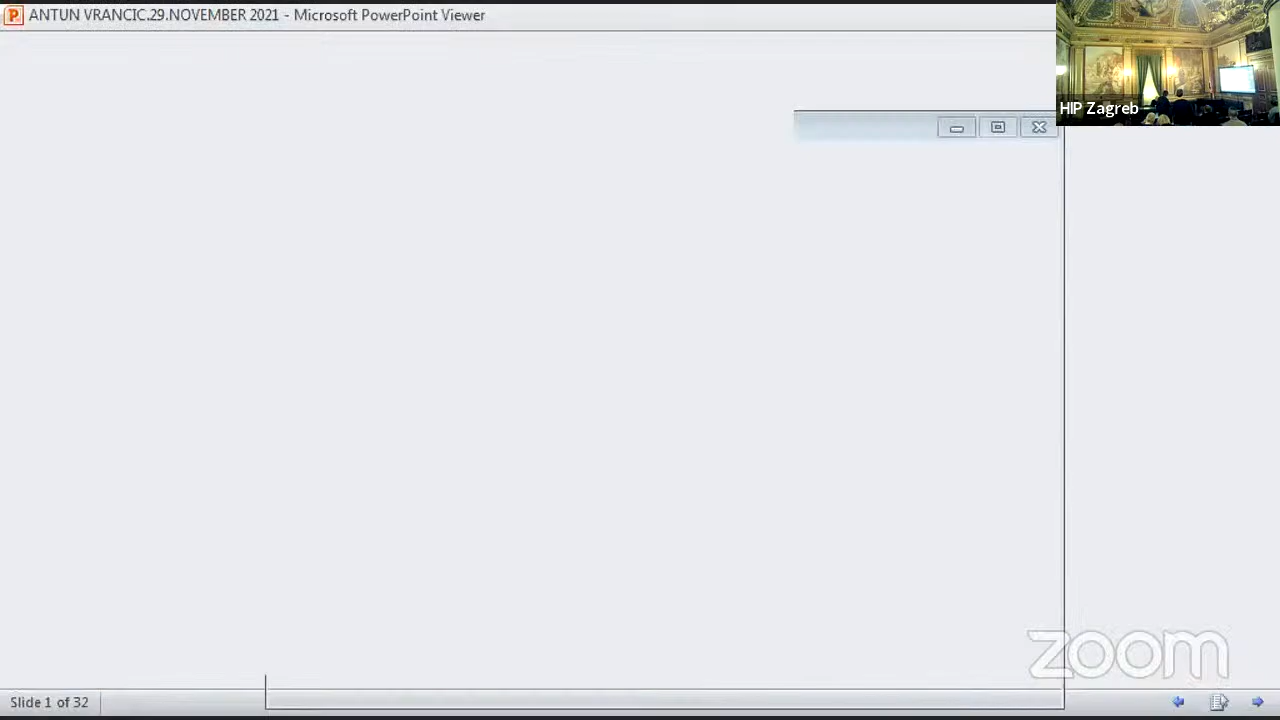 ANTUN VRANCIC.29.NOVEMBER 2021 - Microsoft PowerPoint Viewer
HIP Zagreb
zoom
Slide 1 of 32